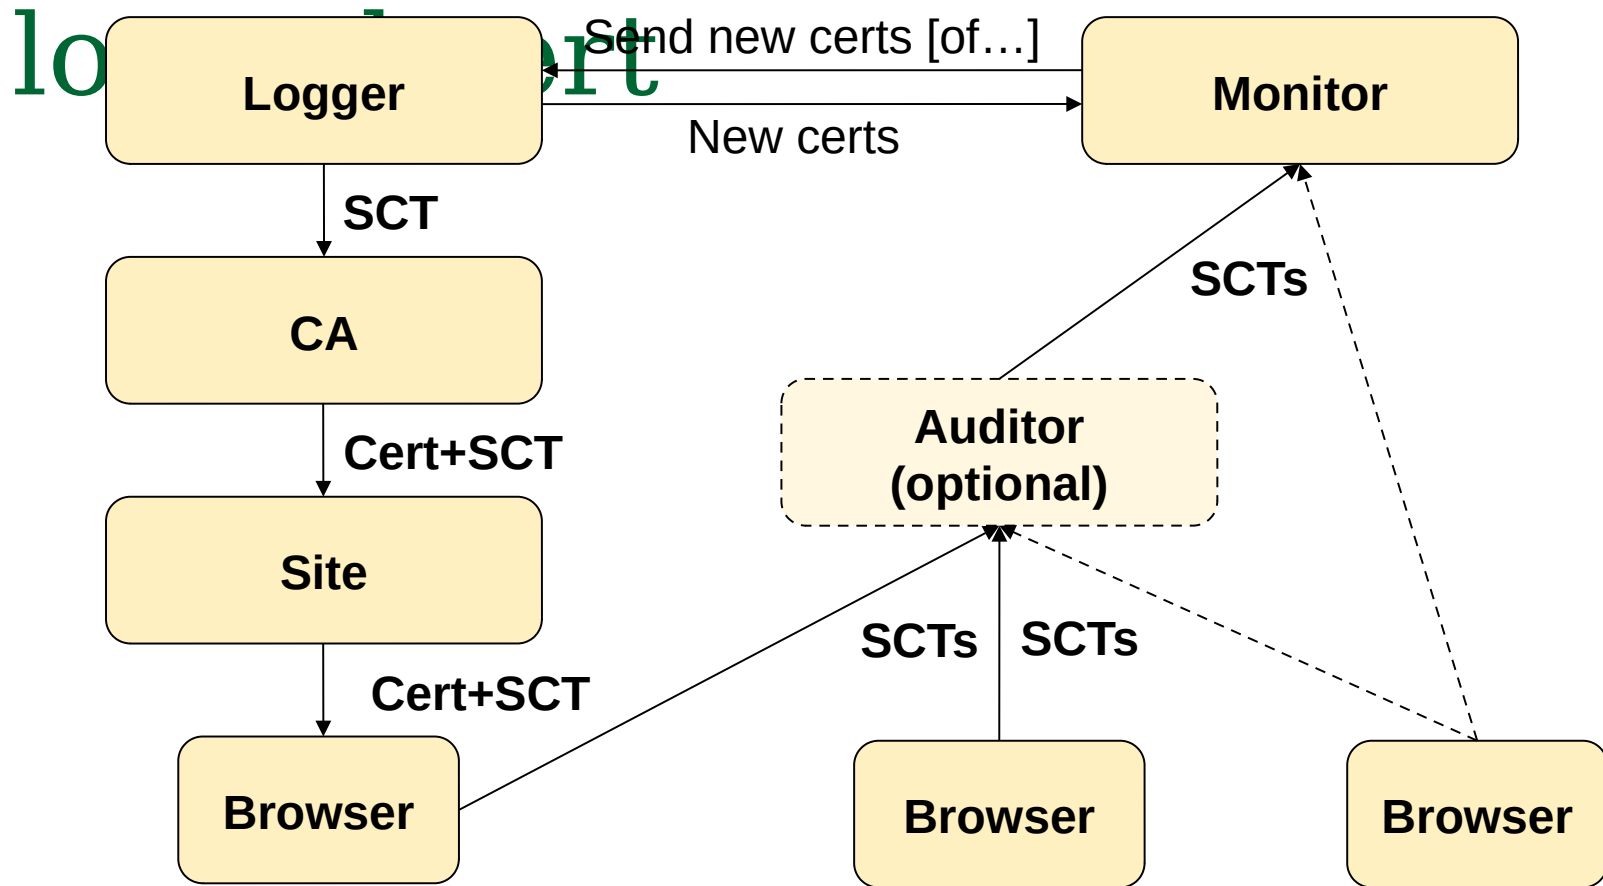 Send new certs [of…]
Logger
Monitor
New certs
SCT
SCTs
CA
Auditor
(optional)
Cert+SCT
Site
SCTs
SCTs
Cert+SCT
Browser
Browser
Browser